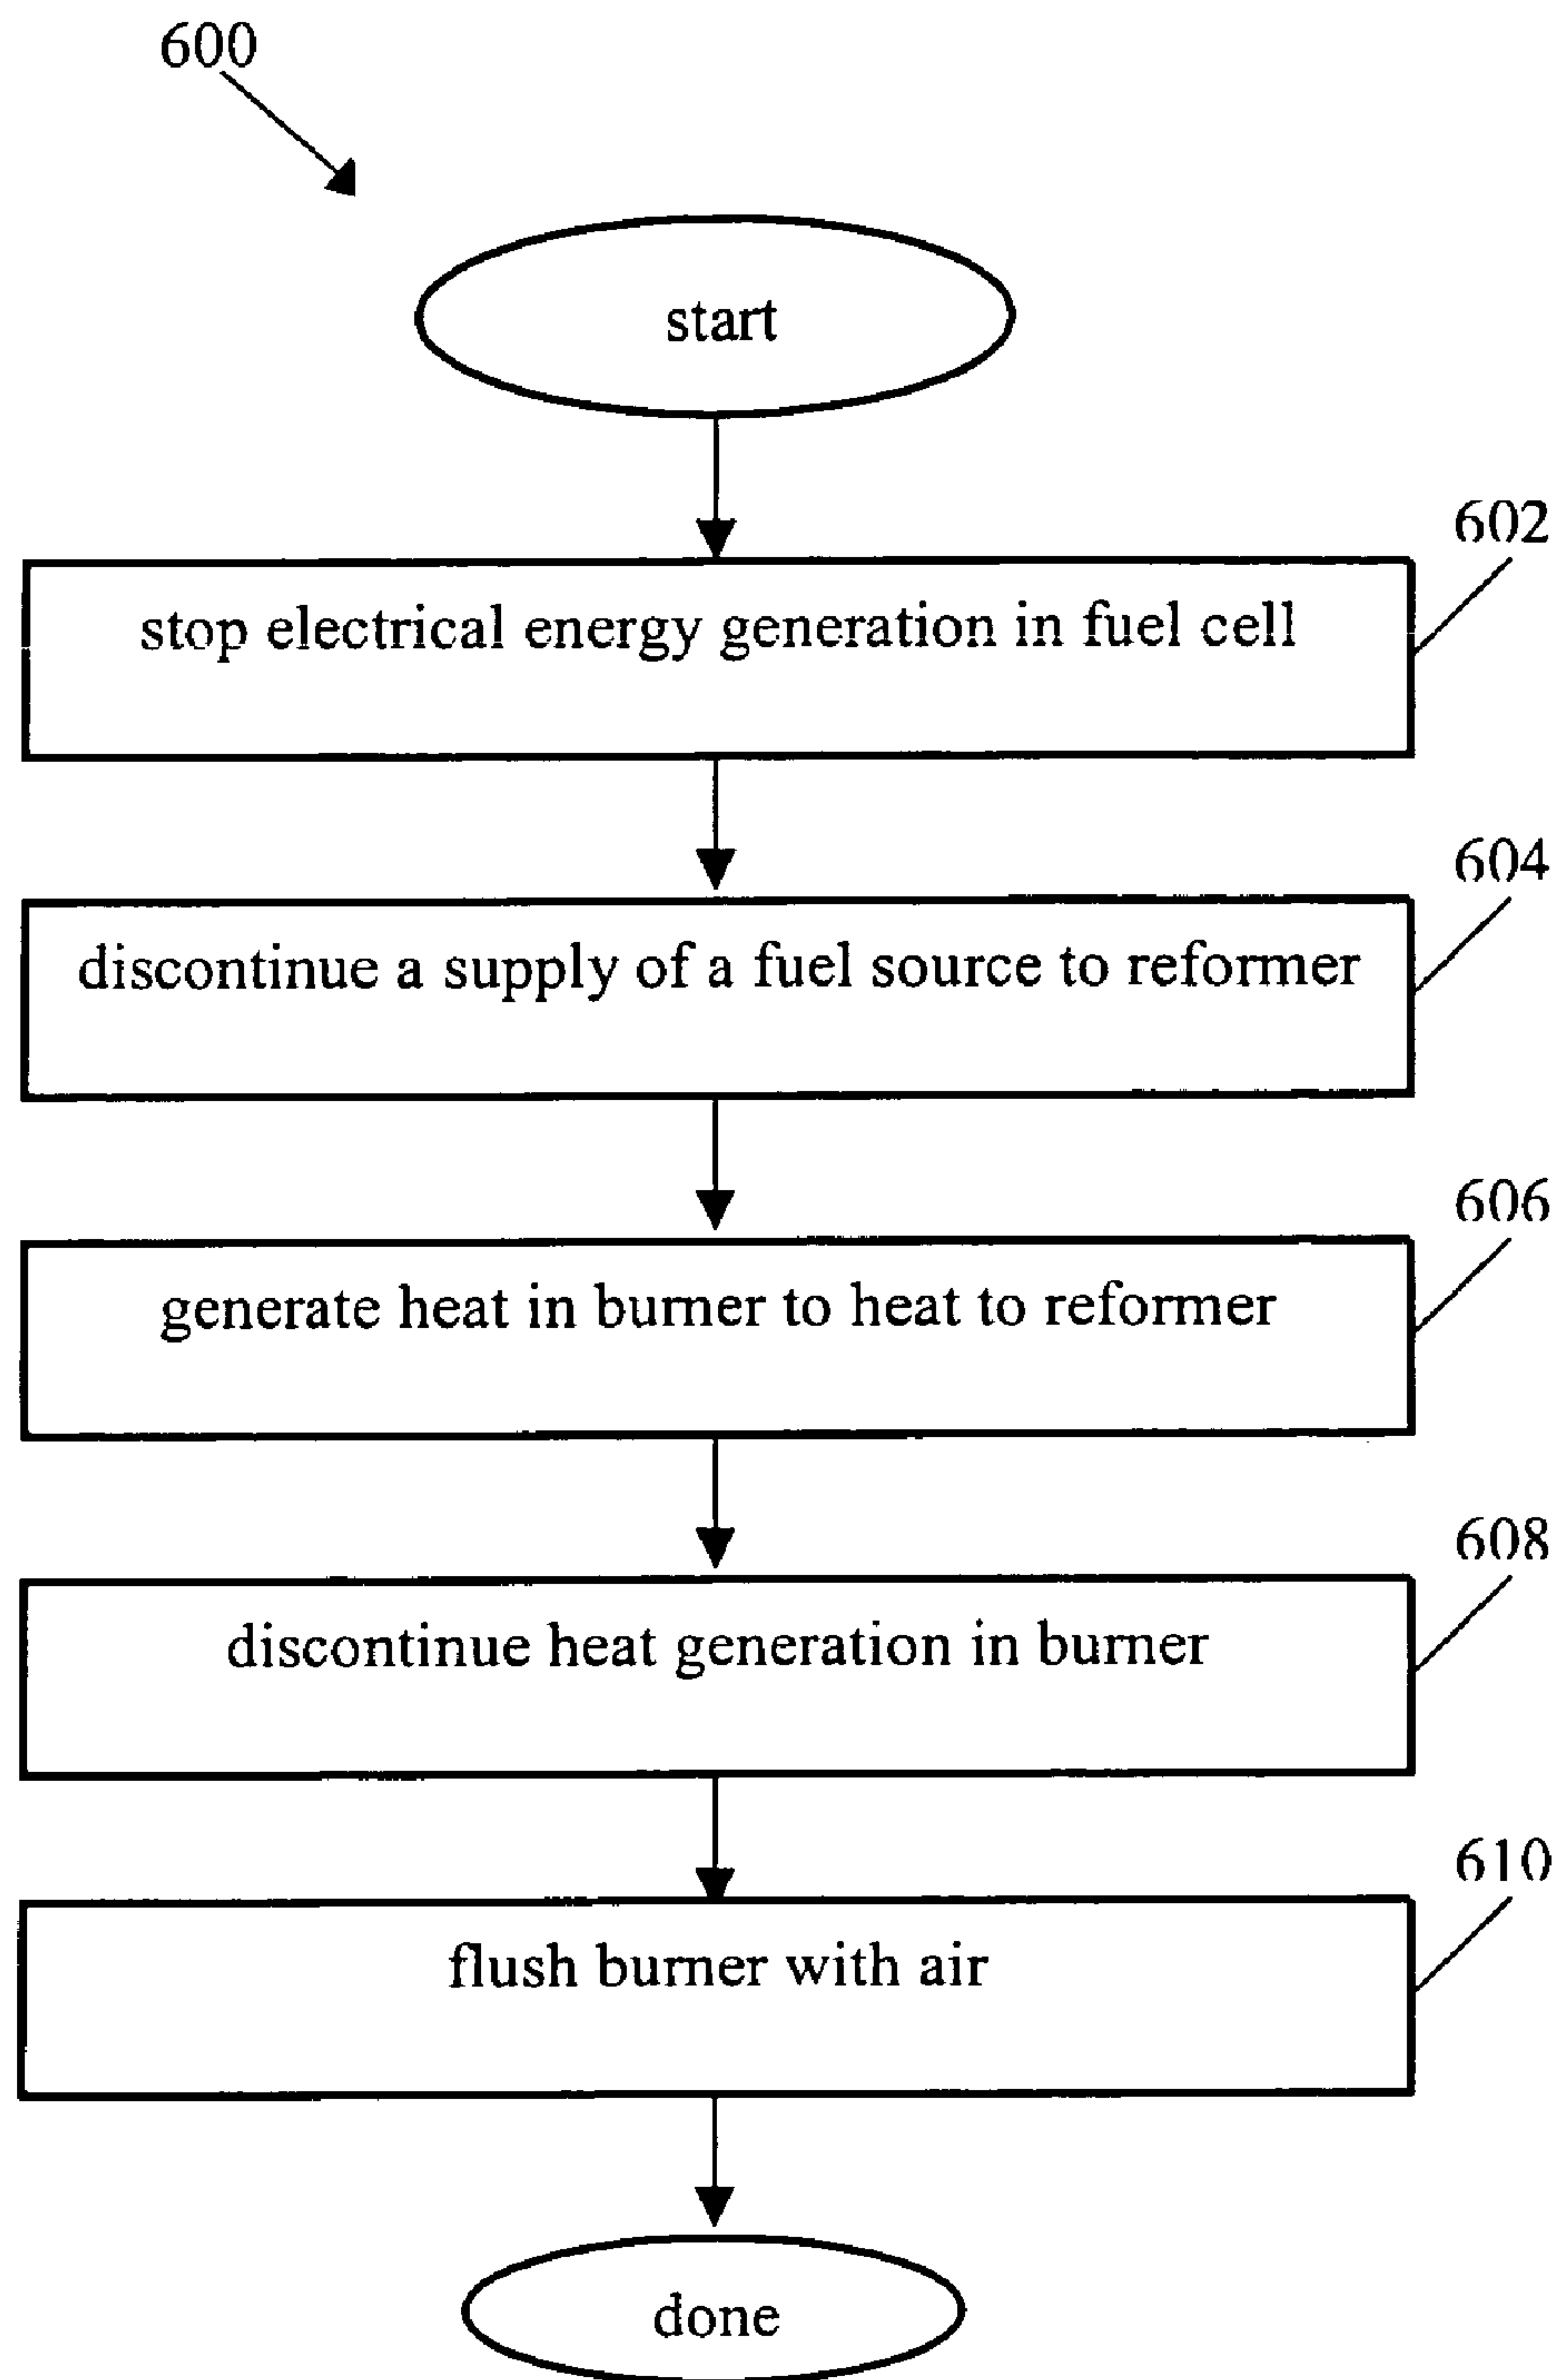 600
start
602
stop electrical energy generation in fuel cell
604
discontinue a supply of a fuel source to reformer
606
generate heat in burner to heat to reformer
608
discontinue heat generation in burner
610
flush burner with air
done